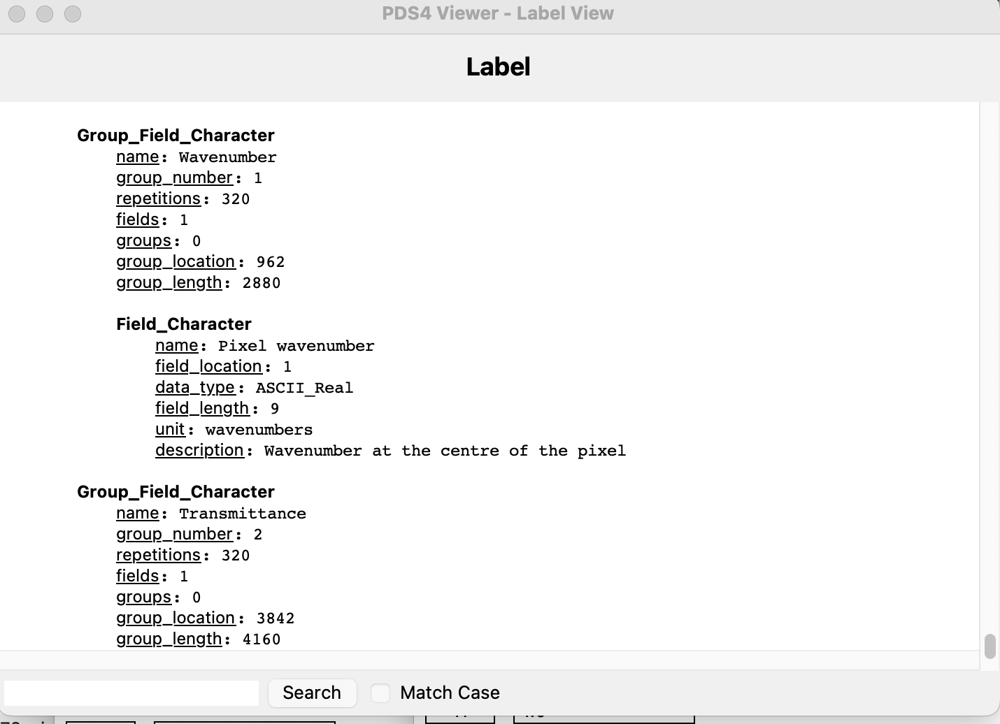 PDS4 Viewer - Label View
Label
Group_Field_Character
name: Wavenumber
group_number: 1
repetitions: 320
fields: 1
groups: 0
group_location: 962
group_length: 2880
Field_Character
name: Pixel wavenumber
field_location: 1
data_type: ASCII_Real
field_length: 9
unit: wavenumbers
description: Wavenumber at the centre of the pixel
Group_Field_Character
name: Transmittance
group_number: 2
repetitions: 320
fields: 1
groups: 0
group_location: 3842
group_length: 4160
Search Match Case